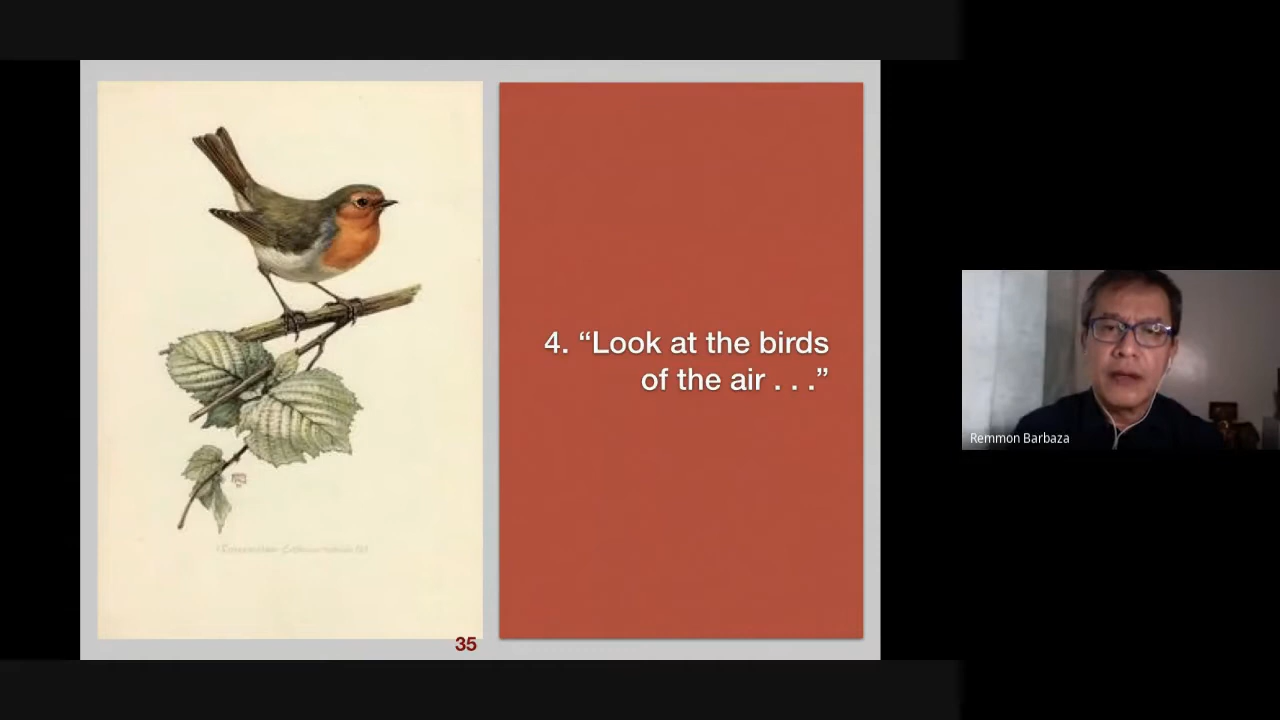 4. “Look at the birds
of the air . . .”
35
Remmon Barbaza